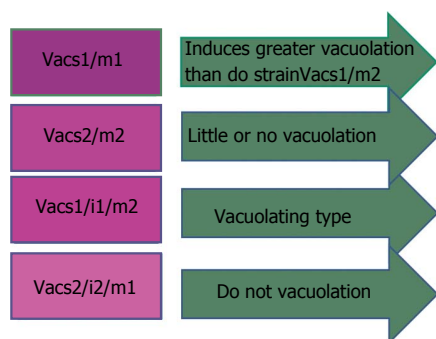 Vacs1/m1
Induces greater vacuolation
than do strainVacs1/m2
Vacs2/m2
Little or no vacuolation
Vacs1/i1/m2
Vacuolating type
Vacs2/i2/m1
Do not vacuolation